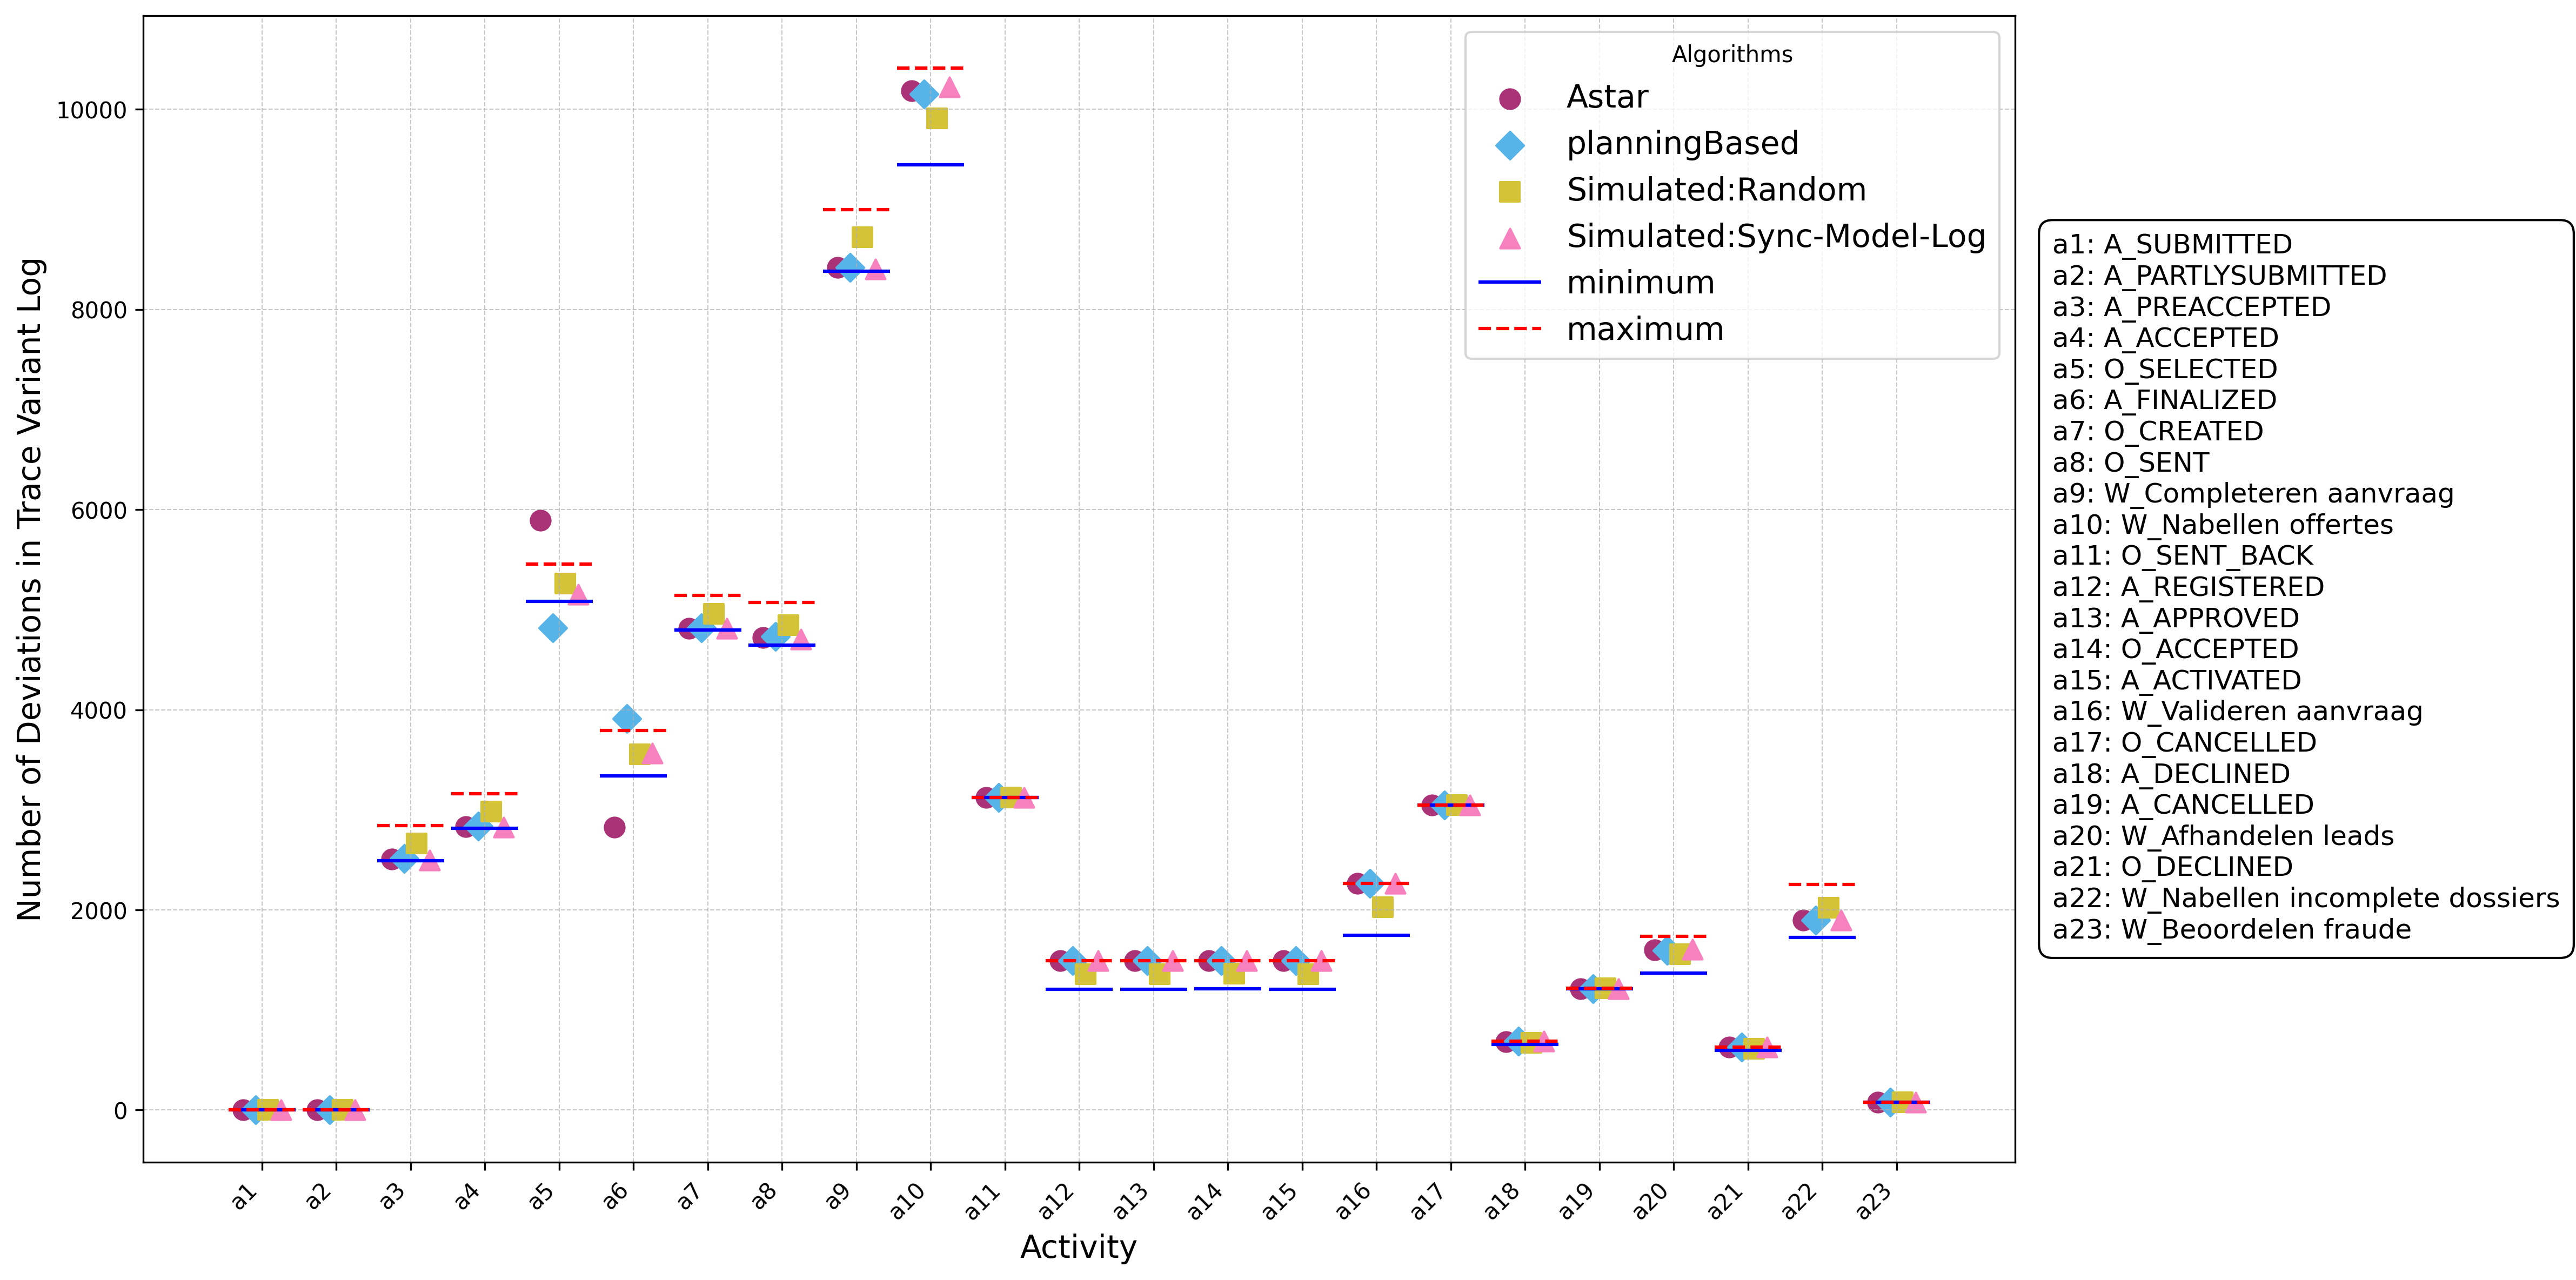 Number of Deviations in Trace Variant Log
10000
8000
6000
4000
2000
0
a1
a2
a3
a4
a5
a6
a7
a8
a9
a10
a11
a12
a13
a14
a15
a16
a17
a18
a19
a20
a21
a22
a23
Activity
Algorithms
Astar
planningBased
Simulated:Random
Simulated:Sync-Model-Log
minimum
maximum
a1: A_SUBMITTED
a2: A_PARTLYSUBMITTED
a3: A_PREACCEPTED
a4: A_ACCEPTED
a5: O_SELECTED
a6: A_FINALIZED
a7: O_CREATED
a8: O_SENT
a9: W_Completeren aanvraag
a10: W_Nabellen offertes
a11: O_SENT_BACK
a12: A_REGISTERED
a13: A_APPROVED
a14: O_ACCEPTED
a15: A_ACTIVATED
a16: W_Valideren aanvraag
a17: O_CANCELLED
a18: A_DECLINED
a19: A_CANCELLED
a20: W_Afhandelen leads
a21: O_DECLINED
a22: W_Nabellen incomplete dossiers
a23: W_Beoordelen fraude